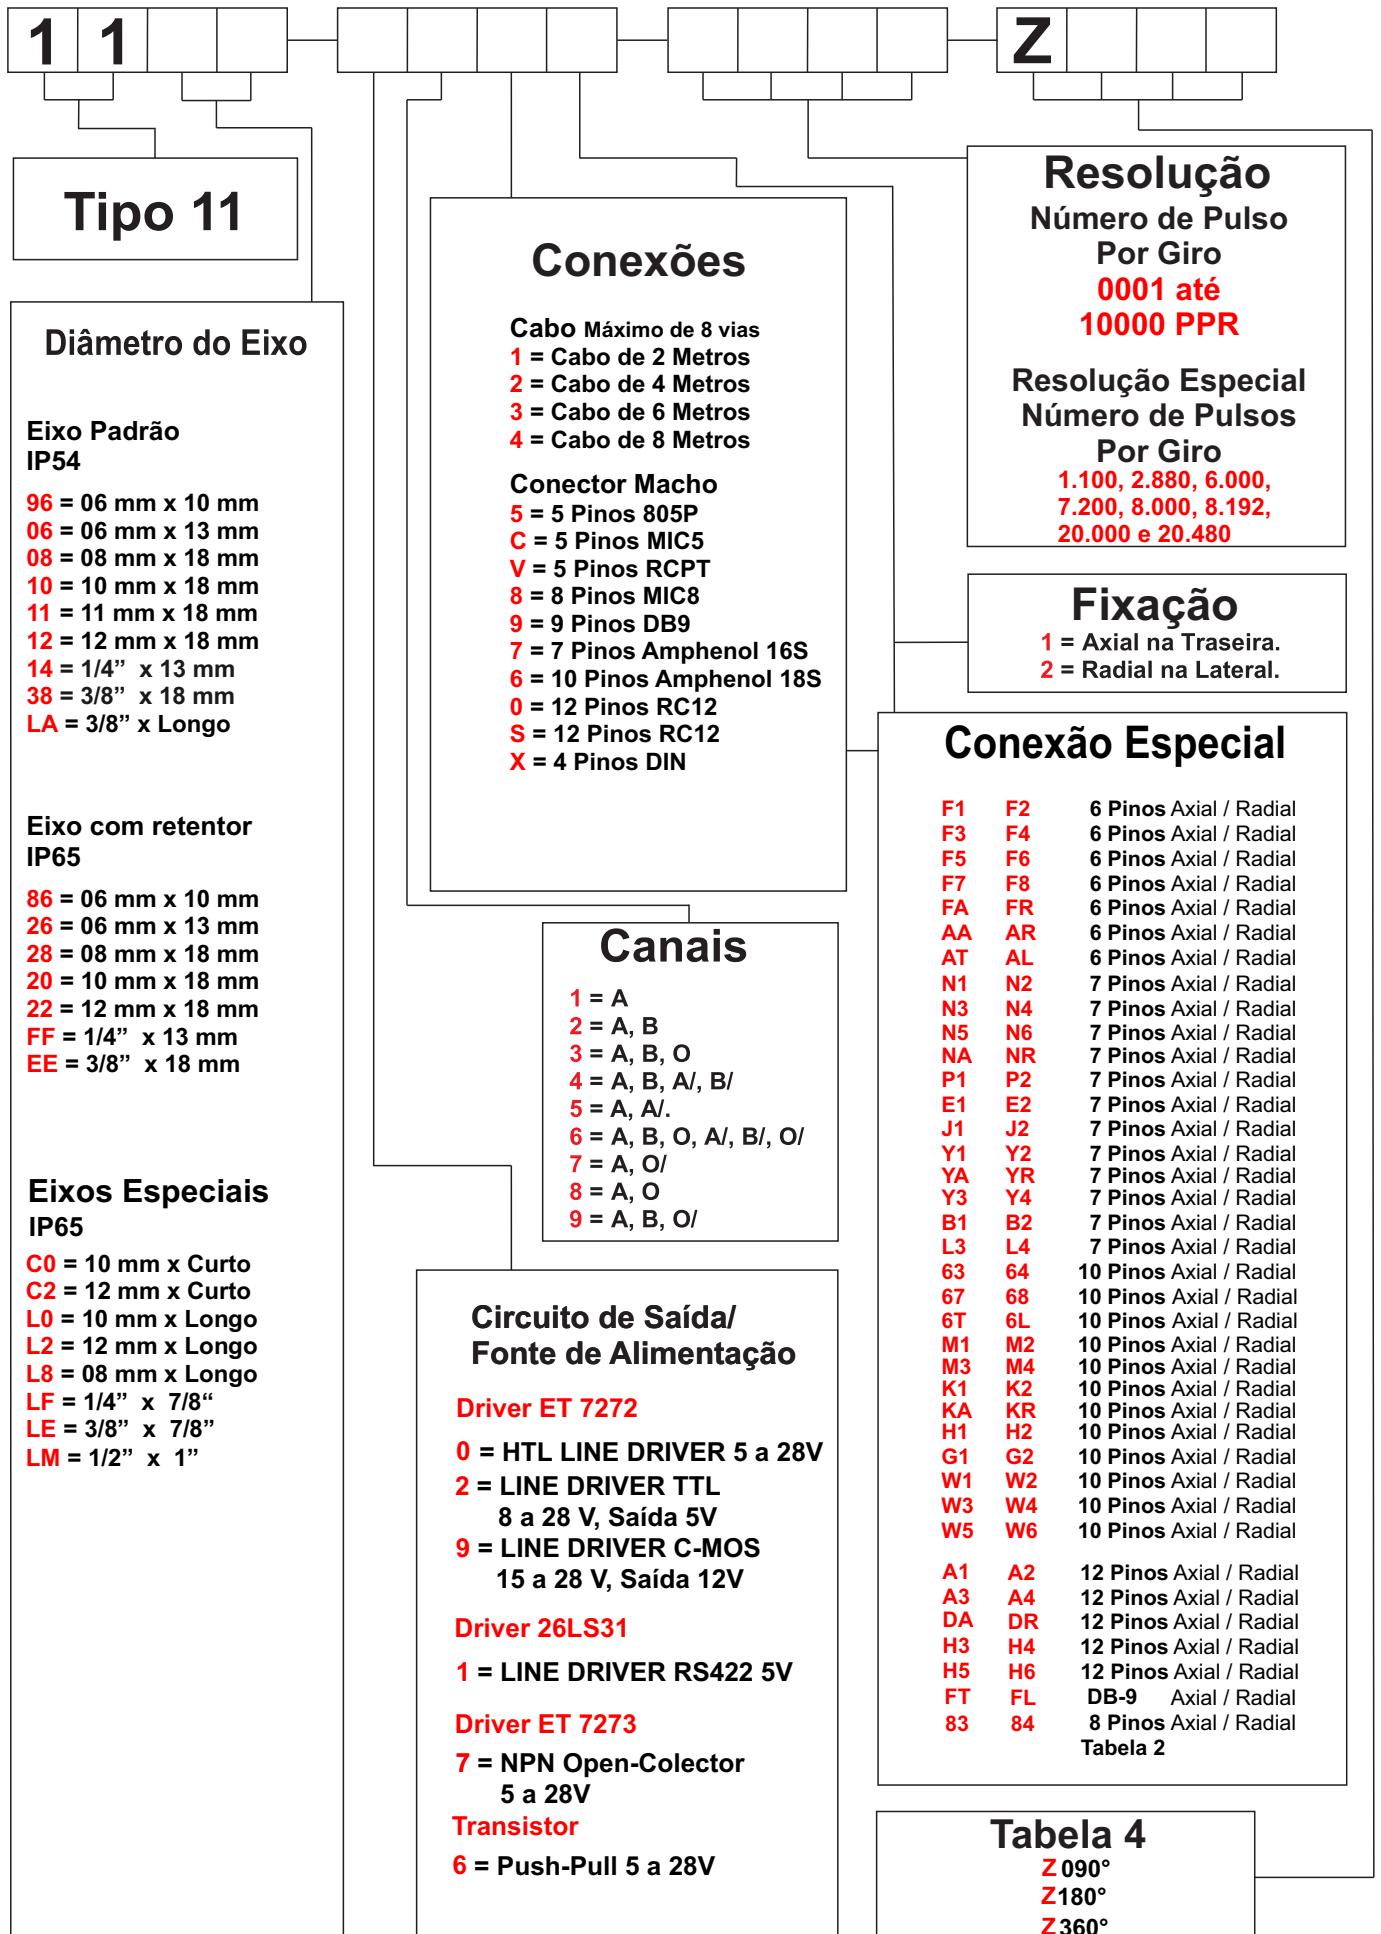 1 1 Z
Tipo 11
Diâmetro do Eixo
Eixo Padrão
IP54
96 = 06 mm x 10 mm
06 = 06 mm x 13 mm
08 = 08 mm x 18 mm
10 = 10 mm x 18 mm
11 = 11 mm x 18 mm
12 = 12 mm x 18 mm
14 = 1/4” x 13 mm
38 = 3/8” x 18 mm
LA = 3/8” x Longo
Eixo com retentor
IP65
86 = 06 mm x 10 mm
26 = 06 mm x 13 mm
28 = 08 mm x 18 mm
20 = 10 mm x 18 mm
22 = 12 mm x 18 mm
FF = 1/4” x 13 mm
EE = 3/8” x 18 mm
Eixos Especiais
IP65
C0 = 10 mm x Curto
C2 = 12 mm x Curto
L0 = 10 mm x Longo
L2 = 12 mm x Longo
L8 = 08 mm x Longo
LF = 1/4” x 7/8“
LE = 3/8” x 7/8”
LM = 1/2” x 1”
Conexões
Cabo Máximo de 8 vias
1 = Cabo de 2 Metros
2 = Cabo de 4 Metros
3 = Cabo de 6 Metros
4 = Cabo de 8 Metros
Conector Macho
5 = 5 Pinos 805P
C = 5 Pinos MIC5
V = 5 Pinos RCPT
8 = 8 Pinos MIC8
9 = 9 Pinos DB9
7 = 7 Pinos Amphenol 16S
6 = 10 Pinos Amphenol 18S
0 = 12 Pinos RC12
S = 12 Pinos RC12
X = 4 Pinos DIN
Canais
1 = A
2 = A, B
3 = A, B, O
4 = A, B, A/, B/
5 = A, A/.
6 = A, B, O, A/, B/, O/
7 = A, O/
8 = A, O
9 = A, B, O/
Circuito de Saída/
Fonte de Alimentação
Driver ET 7272
0 = HTL LINE DRIVER 5 a 28V
2 = LINE DRIVER TTL
8 a 28 V, Saída 5V
9 = LINE DRIVER C-MOS
15 a 28 V, Saída 12V
Driver 26LS31
1 = LINE DRIVER RS422 5V
Driver ET 7273
7 = NPN Open-Colector
5 a 28V
Transistor
6 = Push-Pull 5 a 28V
Resolução
Número de Pulso
Por Giro
0001 até
10000 PPR
Resolução Especial
Número de Pulsos
Por Giro
1.100, 2.880, 6.000,
7.200, 8.000, 8.192,
20.000 e 20.480
Fixação
1 = Axial na Traseira.
2 = Radial na Lateral.
Conexão Especial
F1 F2 6 Pinos Axial / Radial
F3 F4 6 Pinos Axial / Radial
F5 F6 6 Pinos Axial / Radial
F7 F8 6 Pinos Axial / Radial
FA FR 6 Pinos Axial / Radial
AA AR 6 Pinos Axial / Radial
AT AL 6 Pinos Axial / Radial
N1 N2 7 Pinos Axial / Radial
N3 N4 7 Pinos Axial / Radial
N5 N6 7 Pinos Axial / Radial
NA NR 7 Pinos Axial / Radial
P1 P2 7 Pinos Axial / Radial
E1 E2 7 Pinos Axial / Radial
J1 J2 7 Pinos Axial / Radial
Y1 Y2 7 Pinos Axial / Radial
YA YR 7 Pinos Axial / Radial
Y3 Y4 7 Pinos Axial / Radial
B1 B2 7 Pinos Axial / Radial
L3 L4 7 Pinos Axial / Radial
63 64 10 Pinos Axial / Radial
67 68 10 Pinos Axial / Radial
6T 6L 10 Pinos Axial / Radial
M1 M2 10 Pinos Axial / Radial
M3 M4 10 Pinos Axial / Radial
K1 K2 10 Pinos Axial / Radial
KA KR 10 Pinos Axial / Radial
H1 H2 10 Pinos Axial / Radial
G1 G2 10 Pinos Axial / Radial
W1 W2 10 Pinos Axial / Radial
W3 W4 10 Pinos Axial / Radial
W5 W6 10 Pinos Axial / Radial
A1 A2 12 Pinos Axial / Radial
A3 A4 12 Pinos Axial / Radial
DA DR 12 Pinos Axial / Radial
H3 H4 12 Pinos Axial / Radial
H5 H6 12 Pinos Axial / Radial
FT FL DB-9 Axial / Radial
83 84 8 Pinos Axial / Radial
Tabela 2
Tabela 4
Z 090°
Z180°
Z360°